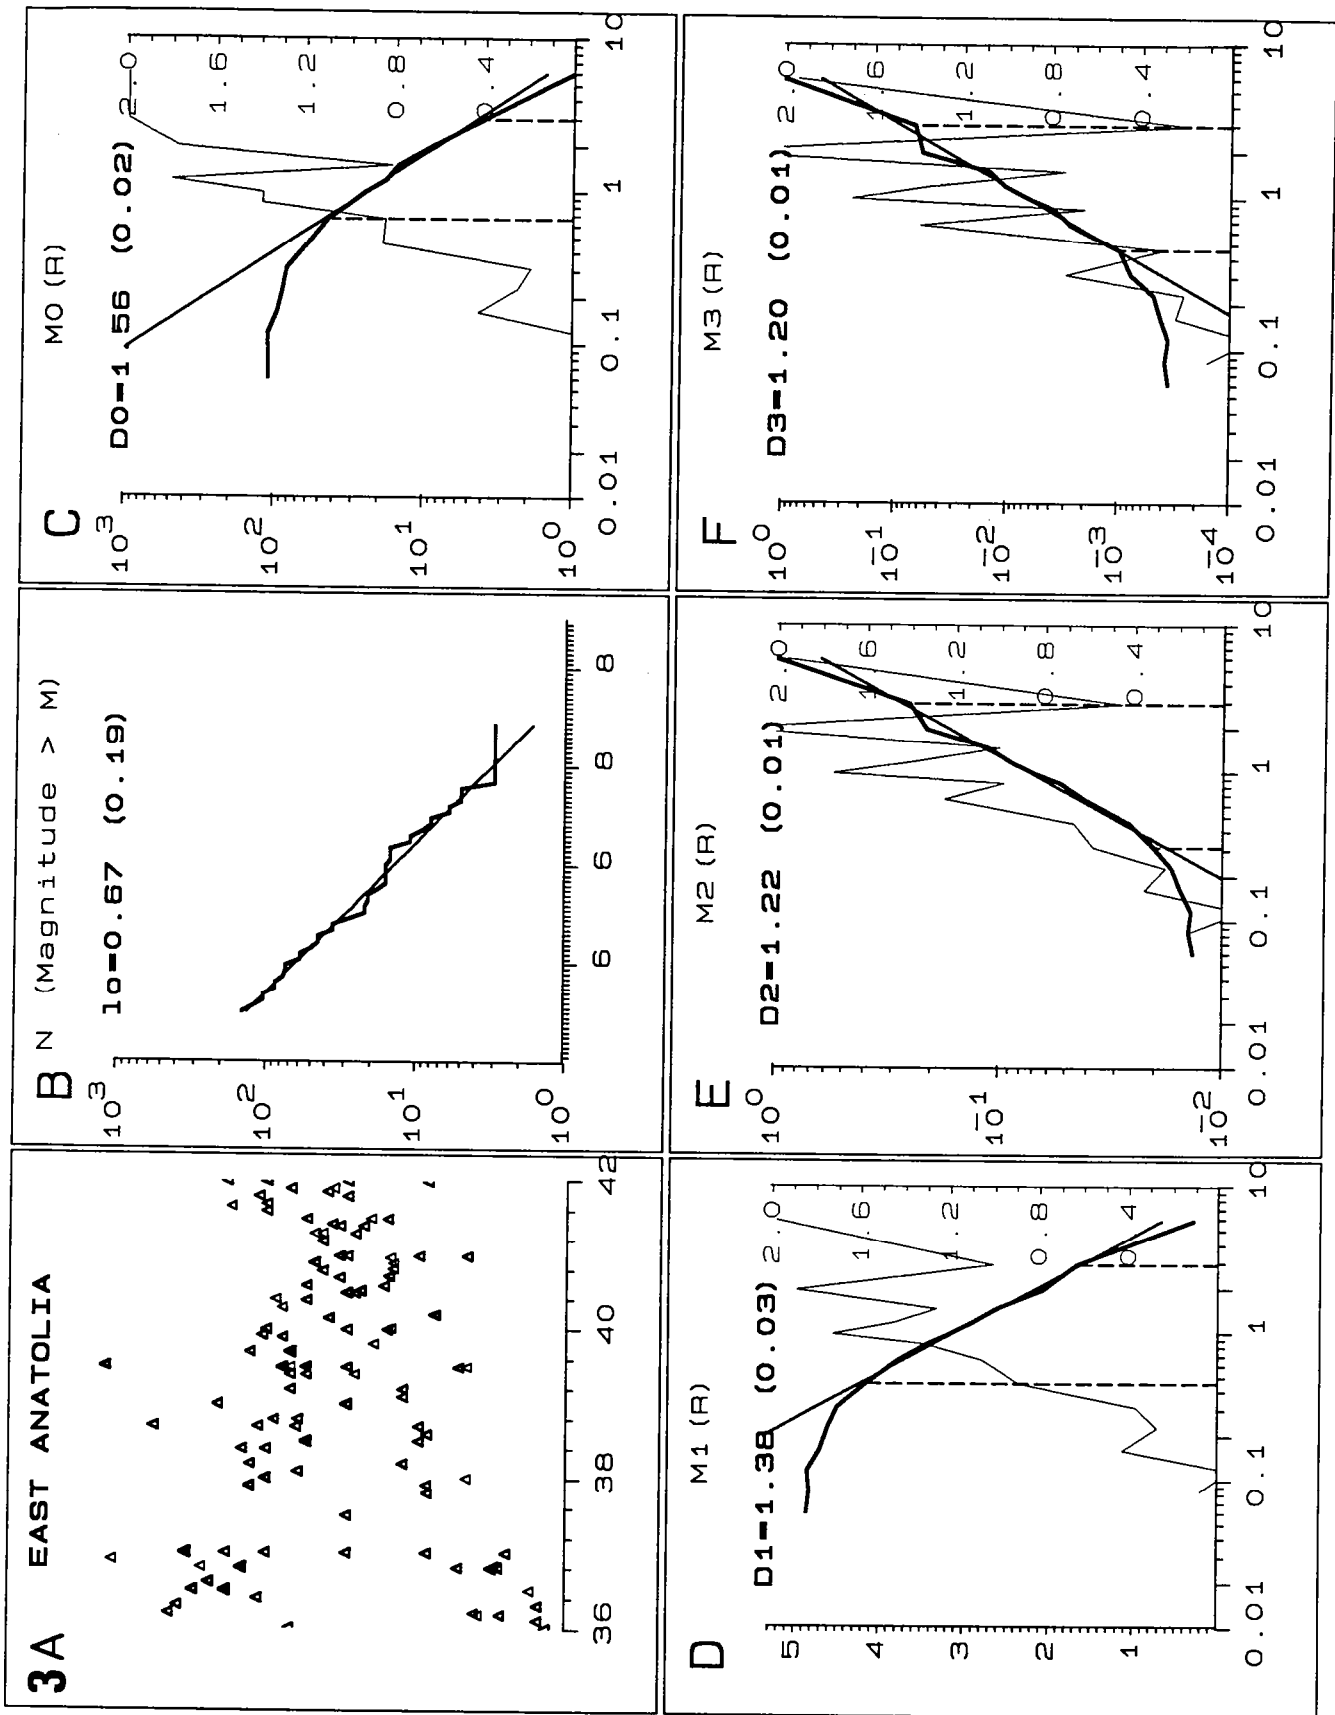 3A EAST ANATOLIA
36 38 40 42
B N (Magnitude > M)
lo=0.67 (0.19)
10³
10²
10¹
10⁰
6 6 8 8
C
M0 (R)
D0=1.56 (0.02)
10³
10²
10¹
10⁰
2.0
1.6
1.2
0.8
0.4
0.01 0.1 1 10
D
M1 (R)
D1=1.38 (0.03)
5
4
3
2
1
2.0
1.6
1.2
0.8
0.4
0.01 0.1 1 10
E
M2 (R)
D2=1.22 (0.01)
10⁰
10⁻¹
10⁻²
2.0
1.6
1.2
0.8
0.4
0.01 0.1 1 10
F
M3 (R)
D3=1.20 (0.01)
10⁰
10⁻¹
10⁻²
10⁻³
10⁻⁴
2.0
1.6
1.2
0.8
0.4
0.01 0.1 1 10